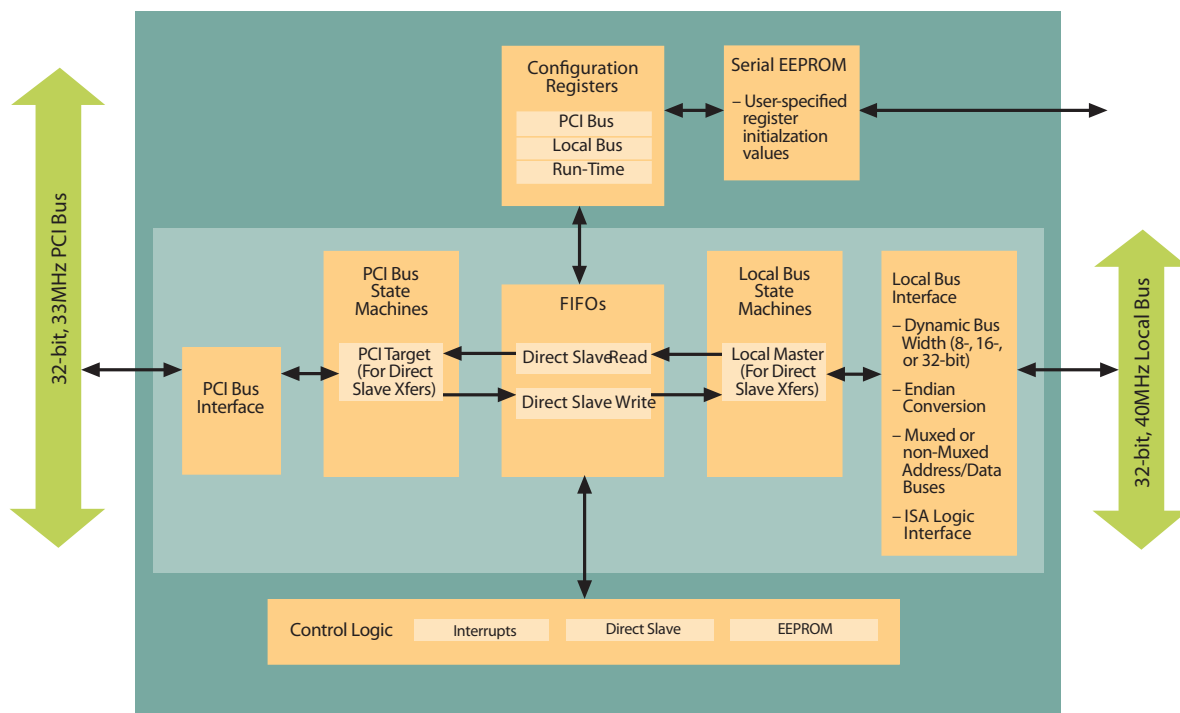 32-bit, 33MHz PCI Bus
Configuration
Registers
PCI Bus
Local Bus
Run-Time
Serial EEPROM
– User-specified
register
initialzation
values
PCI Bus
Interface
PCI Bus
State
Machines
PCI Target
(For Direct
Slave Xfers)
FIFOs
Direct Slave Read
Direct Slave Write
Local Bus
State
Machines
Local Master
(For Direct
Slave Xfers)
Local Bus
Interface
– Dynamic Bus
Width (8-, 16-,
or 32-bit)
– Endian
Conversion
– Muxed or
non-Muxed
Address/Data
Buses
– ISA Logic
Interface
32-bit, 40MHz Local Bus
Control Logic
Interrupts
Direct Slave
EEPROM